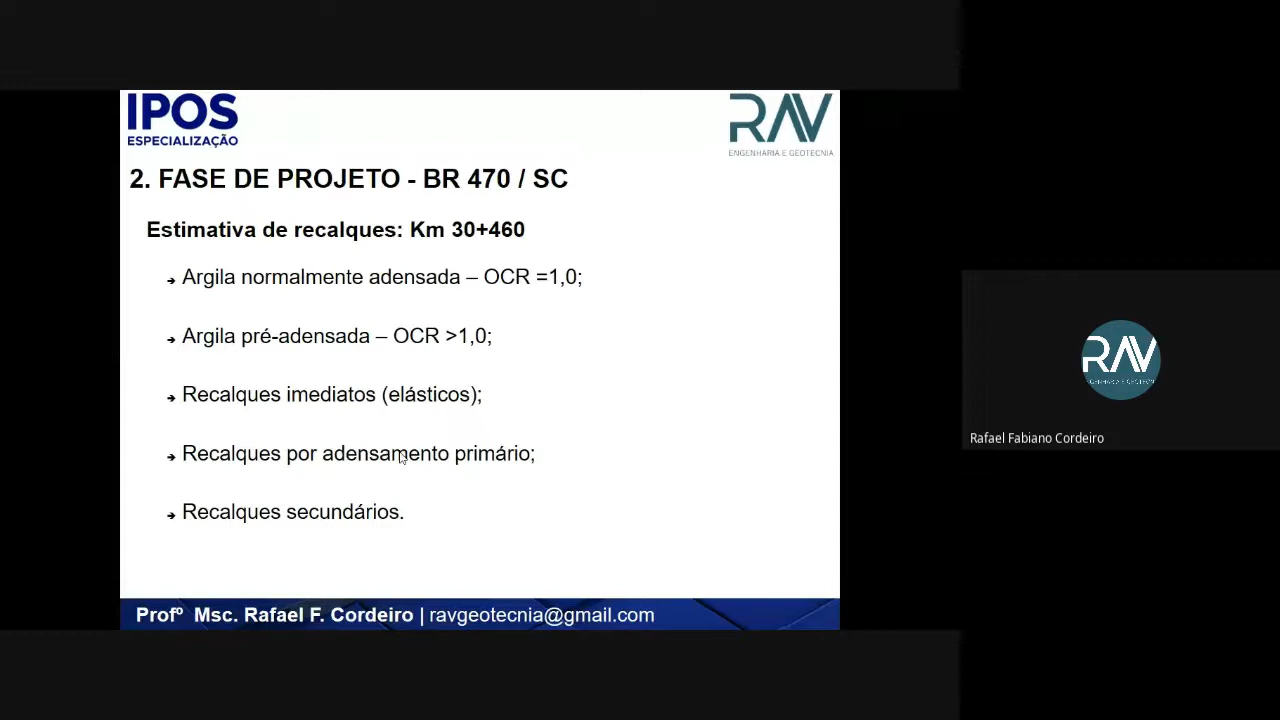 IPOS
ESPECIALIZAÇÃO
RAV
ENGENHARIA E GEOTECNIA
2. FASE DE PROJETO - BR 470 / SC
Estimativa de recalques: Km 30+460
➔ Argila normalmente adensada – OCR =1,0;
➔ Argila pré-adensada – OCR >1,0;
➔ Recalques imediatos (elásticos);
➔ Recalques por adensamento primário;
➔ Recalques secundários.
Profº Msc. Rafael F. Cordeiro | ravgeotecnia@gmail.com
RAV
Rafael Fabiano Cordeiro